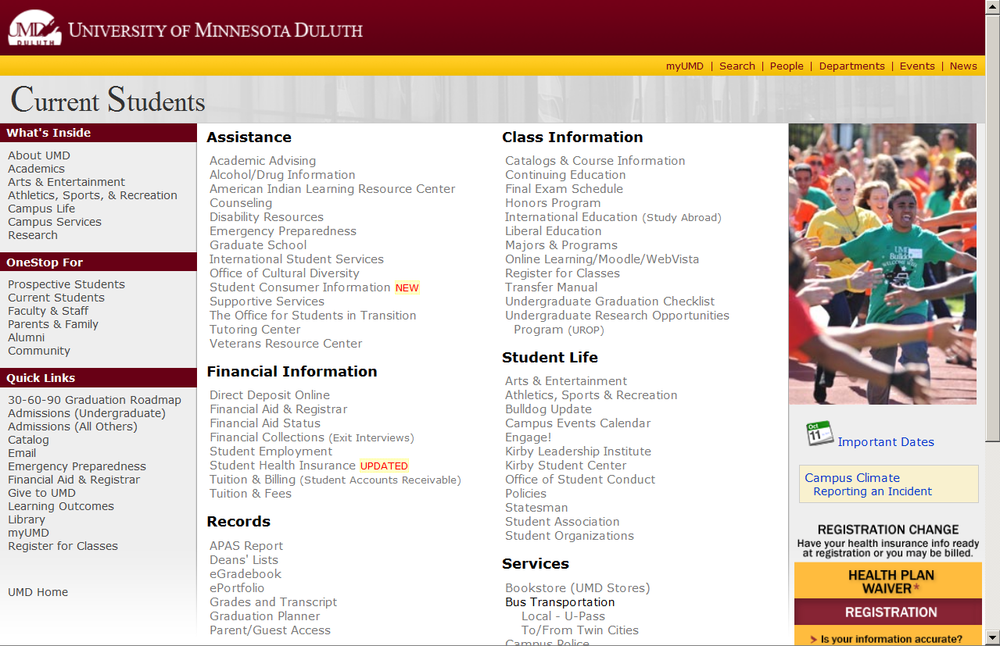 UMD
DULUTH
UNIVERSITY OF MINNESOTA DULUTH
myUMD | Search | People | Departments | Events | News
Current Students
What's Inside
About UMD
Academics
Arts & Entertainment
Athletics, Sports, & Recreation
Campus Life
Campus Services
Research
OneStop For
Prospective Students
Current Students
Faculty & Staff
Parents & Family
Alumni
Community
Quick Links
30-60-90 Graduation Roadmap
Admissions (Undergraduate)
Admissions (All Others)
Catalog
Email
Emergency Preparedness
Financial Aid & Registrar
Give to UMD
Learning Outcomes
Library
myUMD
Register for Classes
UMD Home
Assistance
Academic Advising
Alcohol/Drug Information
American Indian Learning Resource Center
Counseling
Disability Resources
Emergency Preparedness
Graduate School
International Student Services
Office of Cultural Diversity
Student Consumer Information NEW
Supportive Services
The Office for Students in Transition
Tutoring Center
Veterans Resource Center
Financial Information
Direct Deposit Online
Financial Aid & Registrar
Financial Aid Status
Financial Collections (Exit Interviews)
Student Employment
Student Health Insurance UPDATED
Tuition & Billing (Student Accounts Receivable)
Tuition & Fees
Records
APAS Report
Deans' Lists
eGradebook
ePortfolio
Grades and Transcript
Graduation Planner
Parent/Guest Access
Class Information
Catalogs & Course Information
Continuing Education
Final Exam Schedule
Honors Program
International Education (Study Abroad)
Liberal Education
Majors & Programs
Online Learning/Moodle/WebVista
Register for Classes
Transfer Manual
Undergraduate Graduation Checklist
Undergraduate Research Opportunities
Program (UROP)
Student Life
Arts & Entertainment
Athletics, Sports & Recreation
Bulldog Update
Campus Events Calendar
Engage!
Kirby Leadership Institute
Kirby Student Center
Office of Student Conduct
Policies
Statesman
Student Association
Student Organizations
Services
Bookstore (UMD Stores)
Bus Transportation
Local - U-Pass
To/From Twin Cities
Campus Police
UMD
Bulldog
WELCOME
Oct
11
Important Dates
Campus Climate
Reporting an Incident
REGISTRATION CHANGE
Have your health insurance info ready
at registration or you may be billed.
HEALTH PLAN
WAIVER*
REGISTRATION
> Is your information accurate?